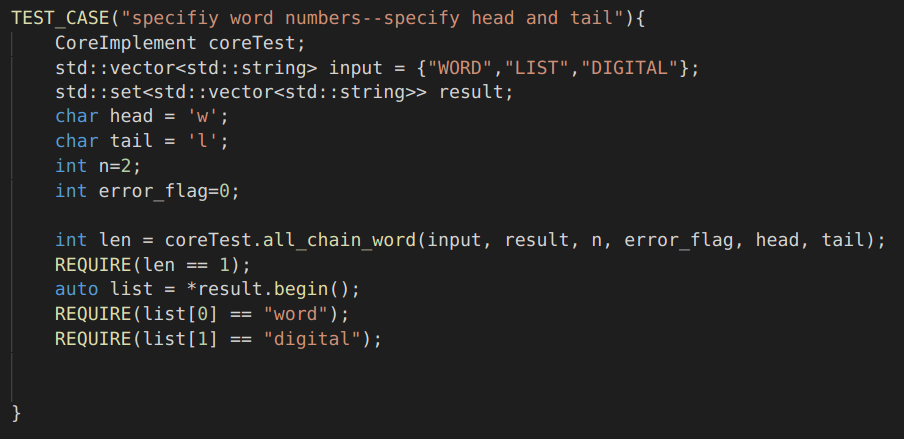 TEST_CASE("specifiy word numbers--specify head and tail"){
    CoreImplement coreTest;
    std::vector<std::string> input = {"WORD","LIST","DIGITAL"};
    std::set<std::vector<std::string>> result;
    char head = 'w';
    char tail = 'l';
    int n=2;
    int error_flag=0;
    int len = coreTest.all_chain_word(input, result, n, error_flag, head, tail);
    REQUIRE(len == 1);
    auto list = *result.begin();
    REQUIRE(list[0] == "word");
    REQUIRE(list[1] == "digital");
}